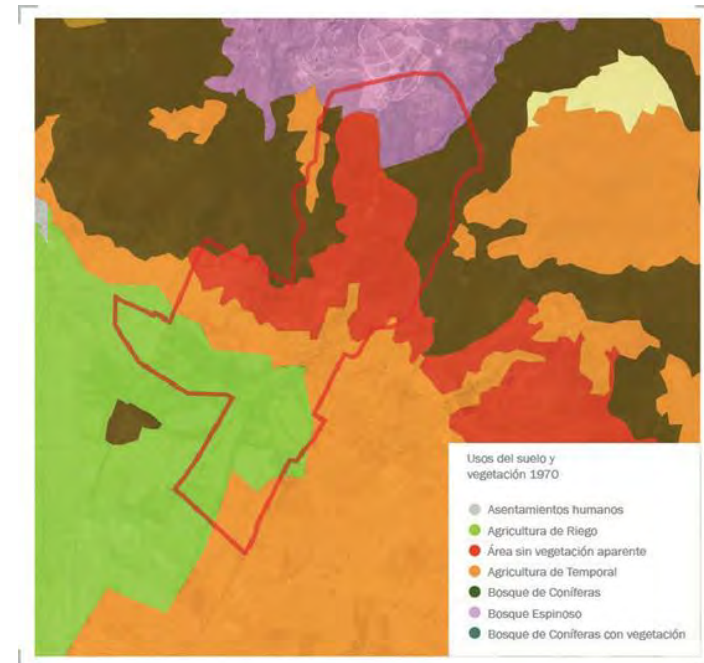 Usos del suelo y
vegetación 1970
Asentamientos humanos
Agricultura de Riego
Área sin vegetación aparente
Agricultura de Temporal
Bosque de Coníferas
Bosque Espinoso
Bosque de Coníferas con vegetación